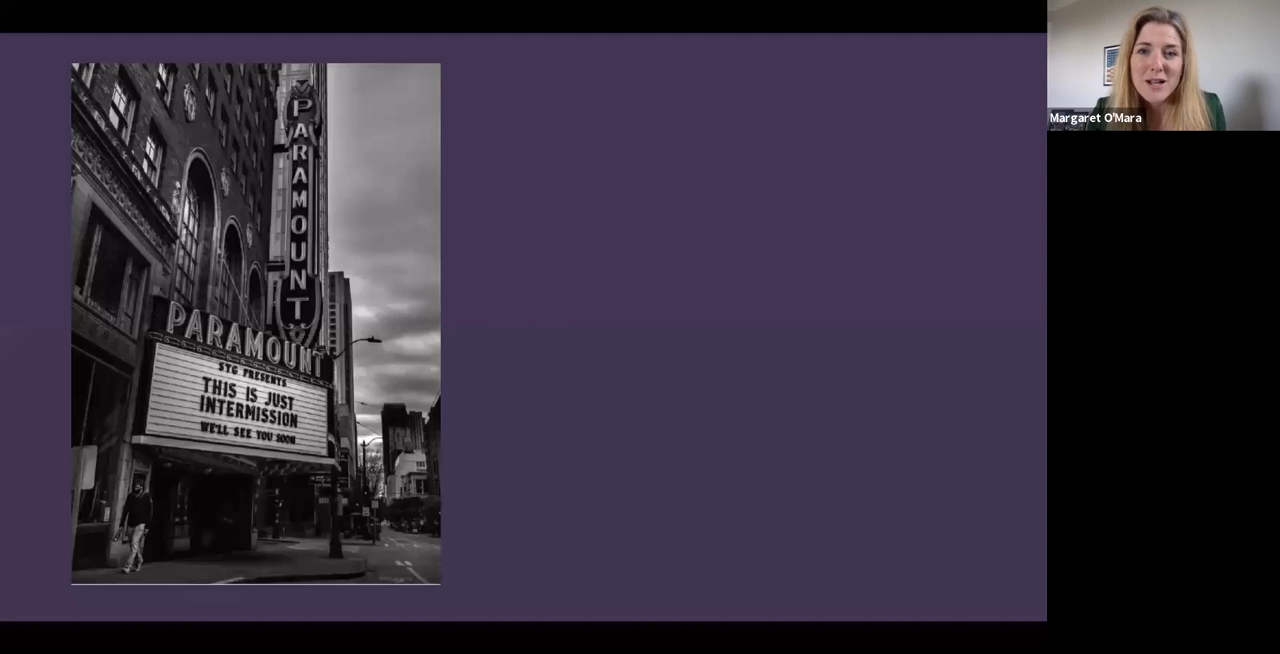 PARAMOUNT
PARAMOUNT
STG PRESENTS
THIS IS JUST
INTERMISSION
WE'LL SEE YOU SOON
Margaret O'Mara